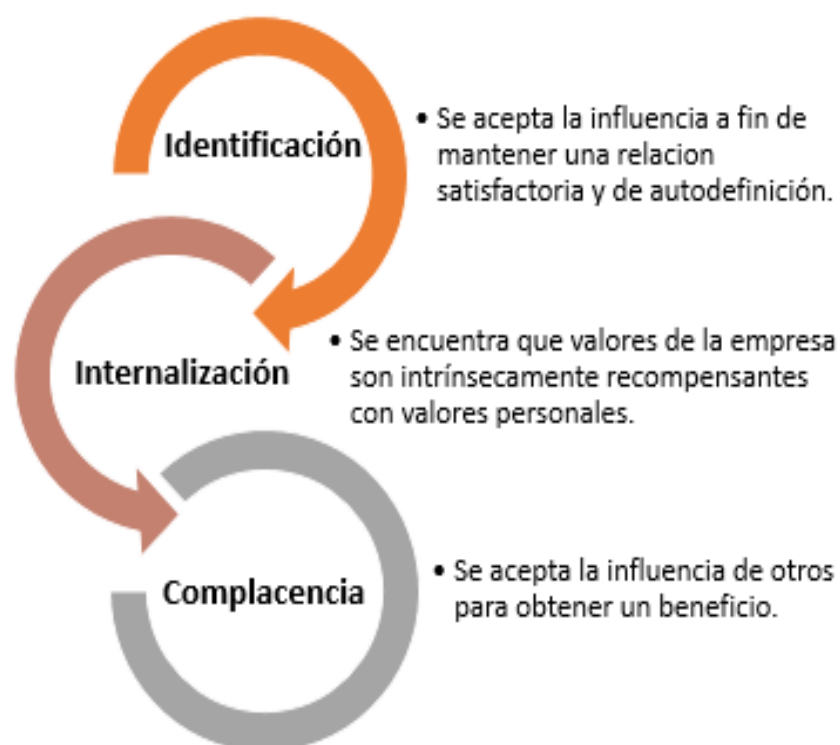 Identificación
• Se acepta la influencia a fin de
mantener una relacion
satisfactoria y de autodefinición.
Internalización
• Se encuentra que valores de la empresa
son intrínsecamente recompensantes
con valores personales.
Complacencia
• Se acepta la influencia de otros
para obtener un beneficio.